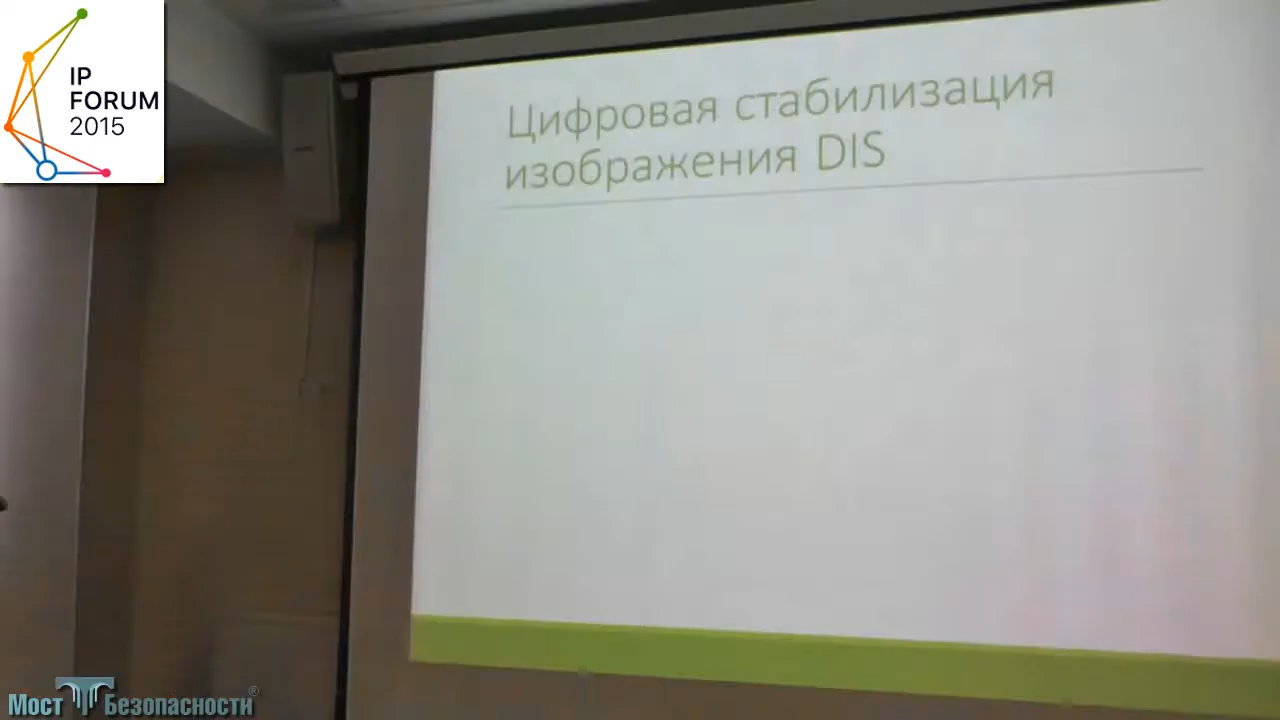 IP
FORUM
2015
Цифровая стабилизация
изображения DIS
Мост Безопасности®